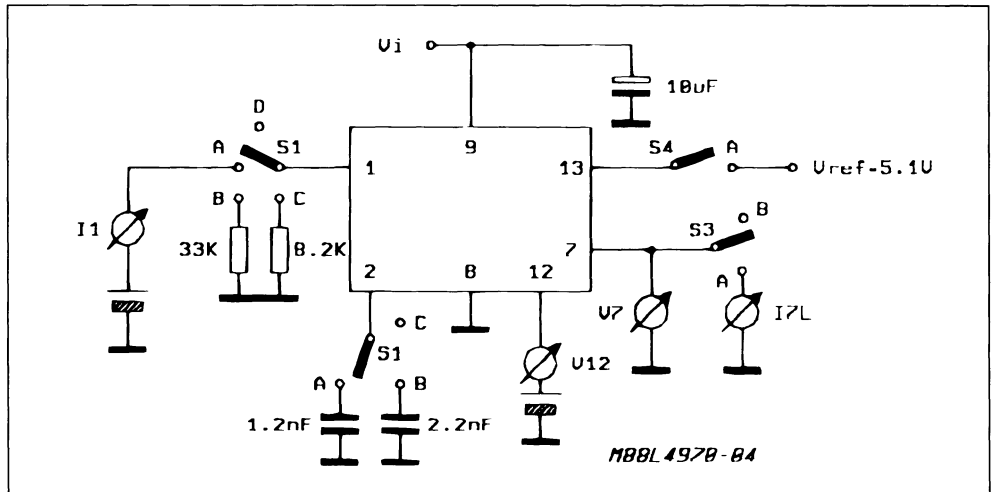 Vi
10uF
D
A S1
1
9
13
S4 A
Vref-5.1V
B C
I1
33K 8.2K
7
S3 B
A
2
8
12
V7
I7L
C
S1
V12
A B
1.2nF 2.2nF
M88L4970-04